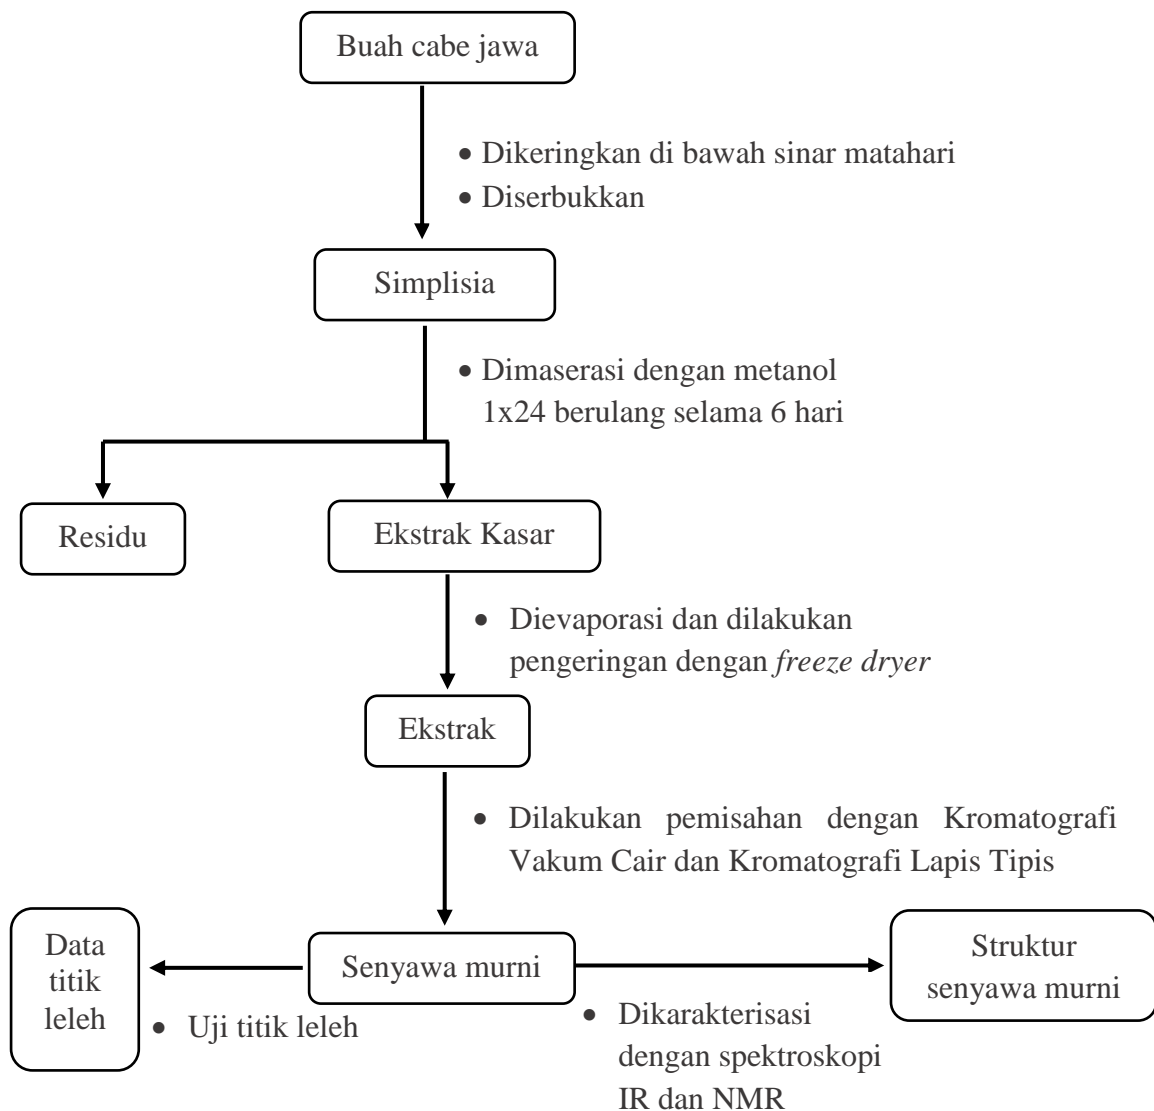 Buah cabe jawa
• Dikeringkan di bawah sinar matahari
• Diserbukkan
Simplisia
• Dimaserasi dengan metanol
1x24 berulang selama 6 hari
Residu
Ekstrak Kasar
• Dievaporasi dan dilakukan
pengeringan dengan freeze dryer
Ekstrak
• Dilakukan pemisahan dengan Kromatografi
Vakum Cair dan Kromatografi Lapis Tipis
Data
titik
leleh
• Uji titik leleh
Senyawa murni
• Dikarakterisasi
dengan spektroskopi
IR dan NMR
Struktur
senyawa murni